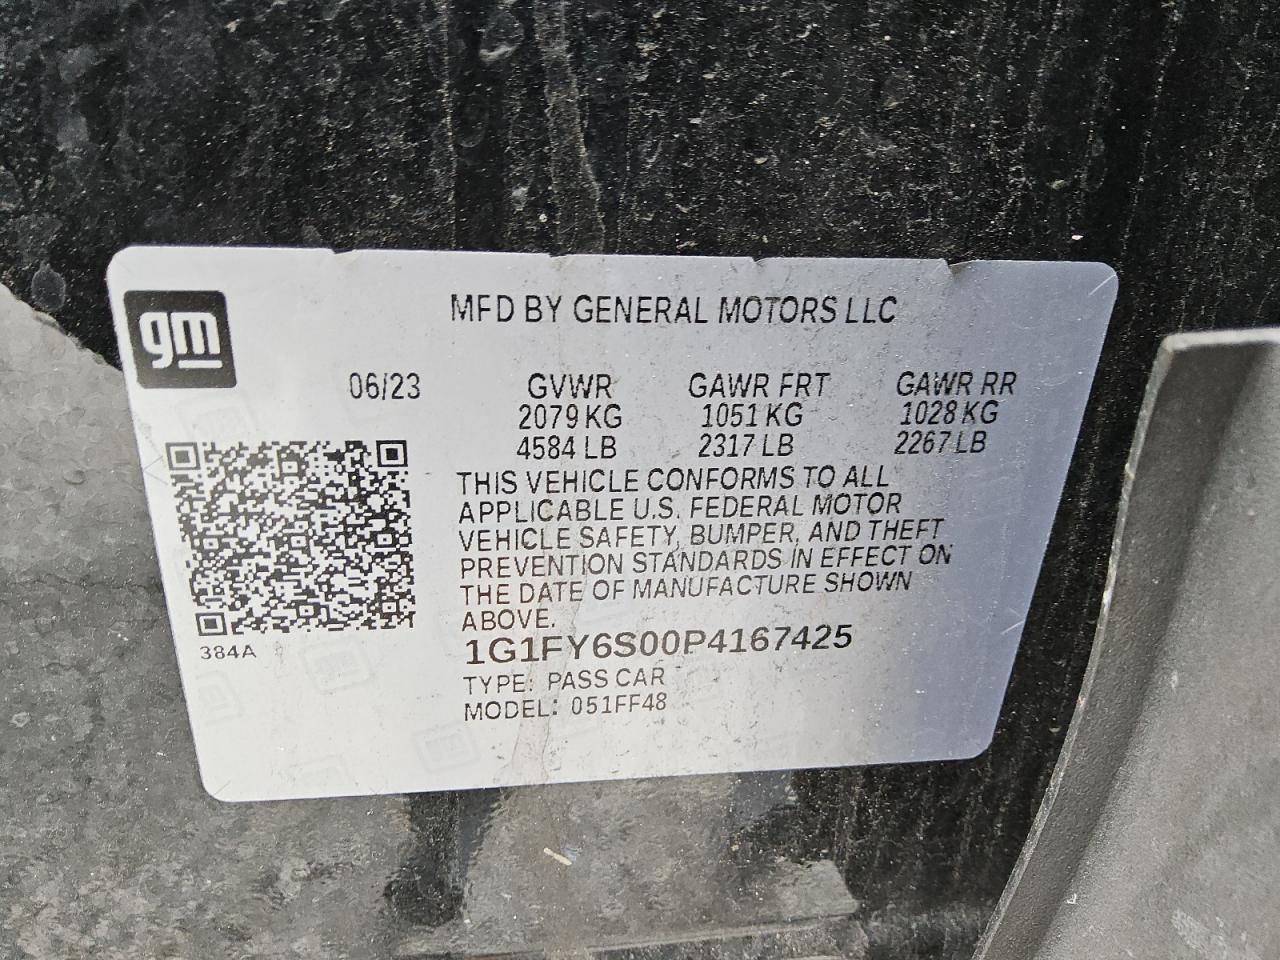 gm
MFD BY GENERAL MOTORS LLC
06/23 GVWR GAWR FRT GAWR RR
2079 KG 1051 KG 1028 KG
4584 LB 2317 LB 2267 LB
THIS VEHICLE CONFORMS TO ALL
APPLICABLE U.S. FEDERAL MOTOR
VEHICLE SAFETY, BUMPER, AND THEFT
PREVENTION STANDARDS IN EFFECT ON
THE DATE OF MANUFACTURE SHOWN
ABOVE.
384A
1G1FY6S00P4167425
TYPE: PASS CAR
MODEL: 051FF48